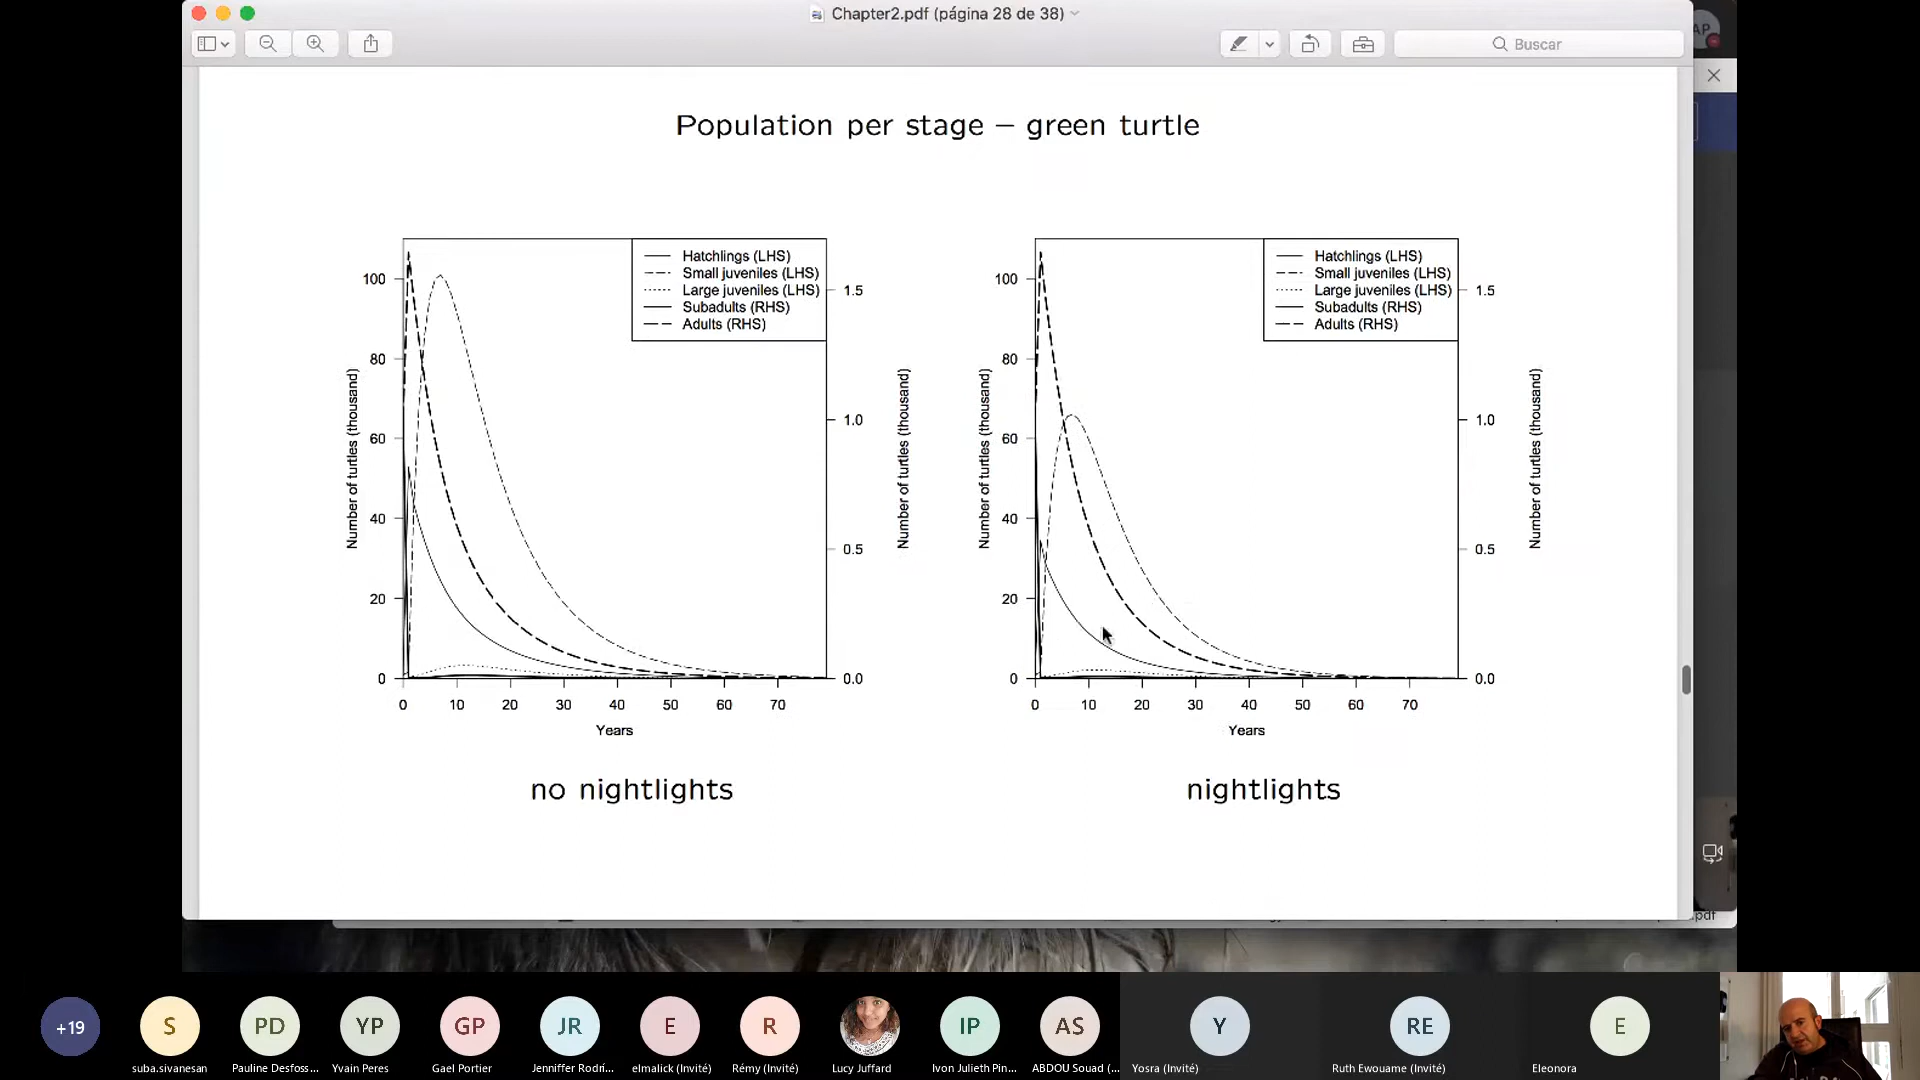 Chapter2.pdf (página 28 de 38)
Buscar
AP
Population per stage – green turtle
Hatchlings (LHS)
Small juveniles (LHS)
Large juveniles (LHS)
Subadults (RHS)
Adults (RHS)
100
80
60
40
20
0
1.5
1.0
0.5
0.0
Number of turtles (thousand)
Number of turtles (thousand)
0 10 20 30 40 50 60 70
Years
no nightlights
Hatchlings (LHS)
Small juveniles (LHS)
Large juveniles (LHS)
Subadults (RHS)
Adults (RHS)
100
80
60
40
20
0
1.5
1.0
0.5
0.0
Number of turtles (thousand)
Number of turtles (thousand)
0 10 20 30 40 50 60 70
Years
nightlights
.pdf
+19
S
PD
YP
GP
JR
E
R
IP
AS
Y
RE
E
suba.sivanesan
Pauline Desfoss...
Yvain Peres
Gael Portier
Jenniffer Rodrí...
elmalick (Invité)
Rémy (Invité)
Lucy Juffard
Ivon Julieth Pin...
ABDOU Souad (...
Yosra (Invité)
Ruth Ewouame (Invité)
Eleonora